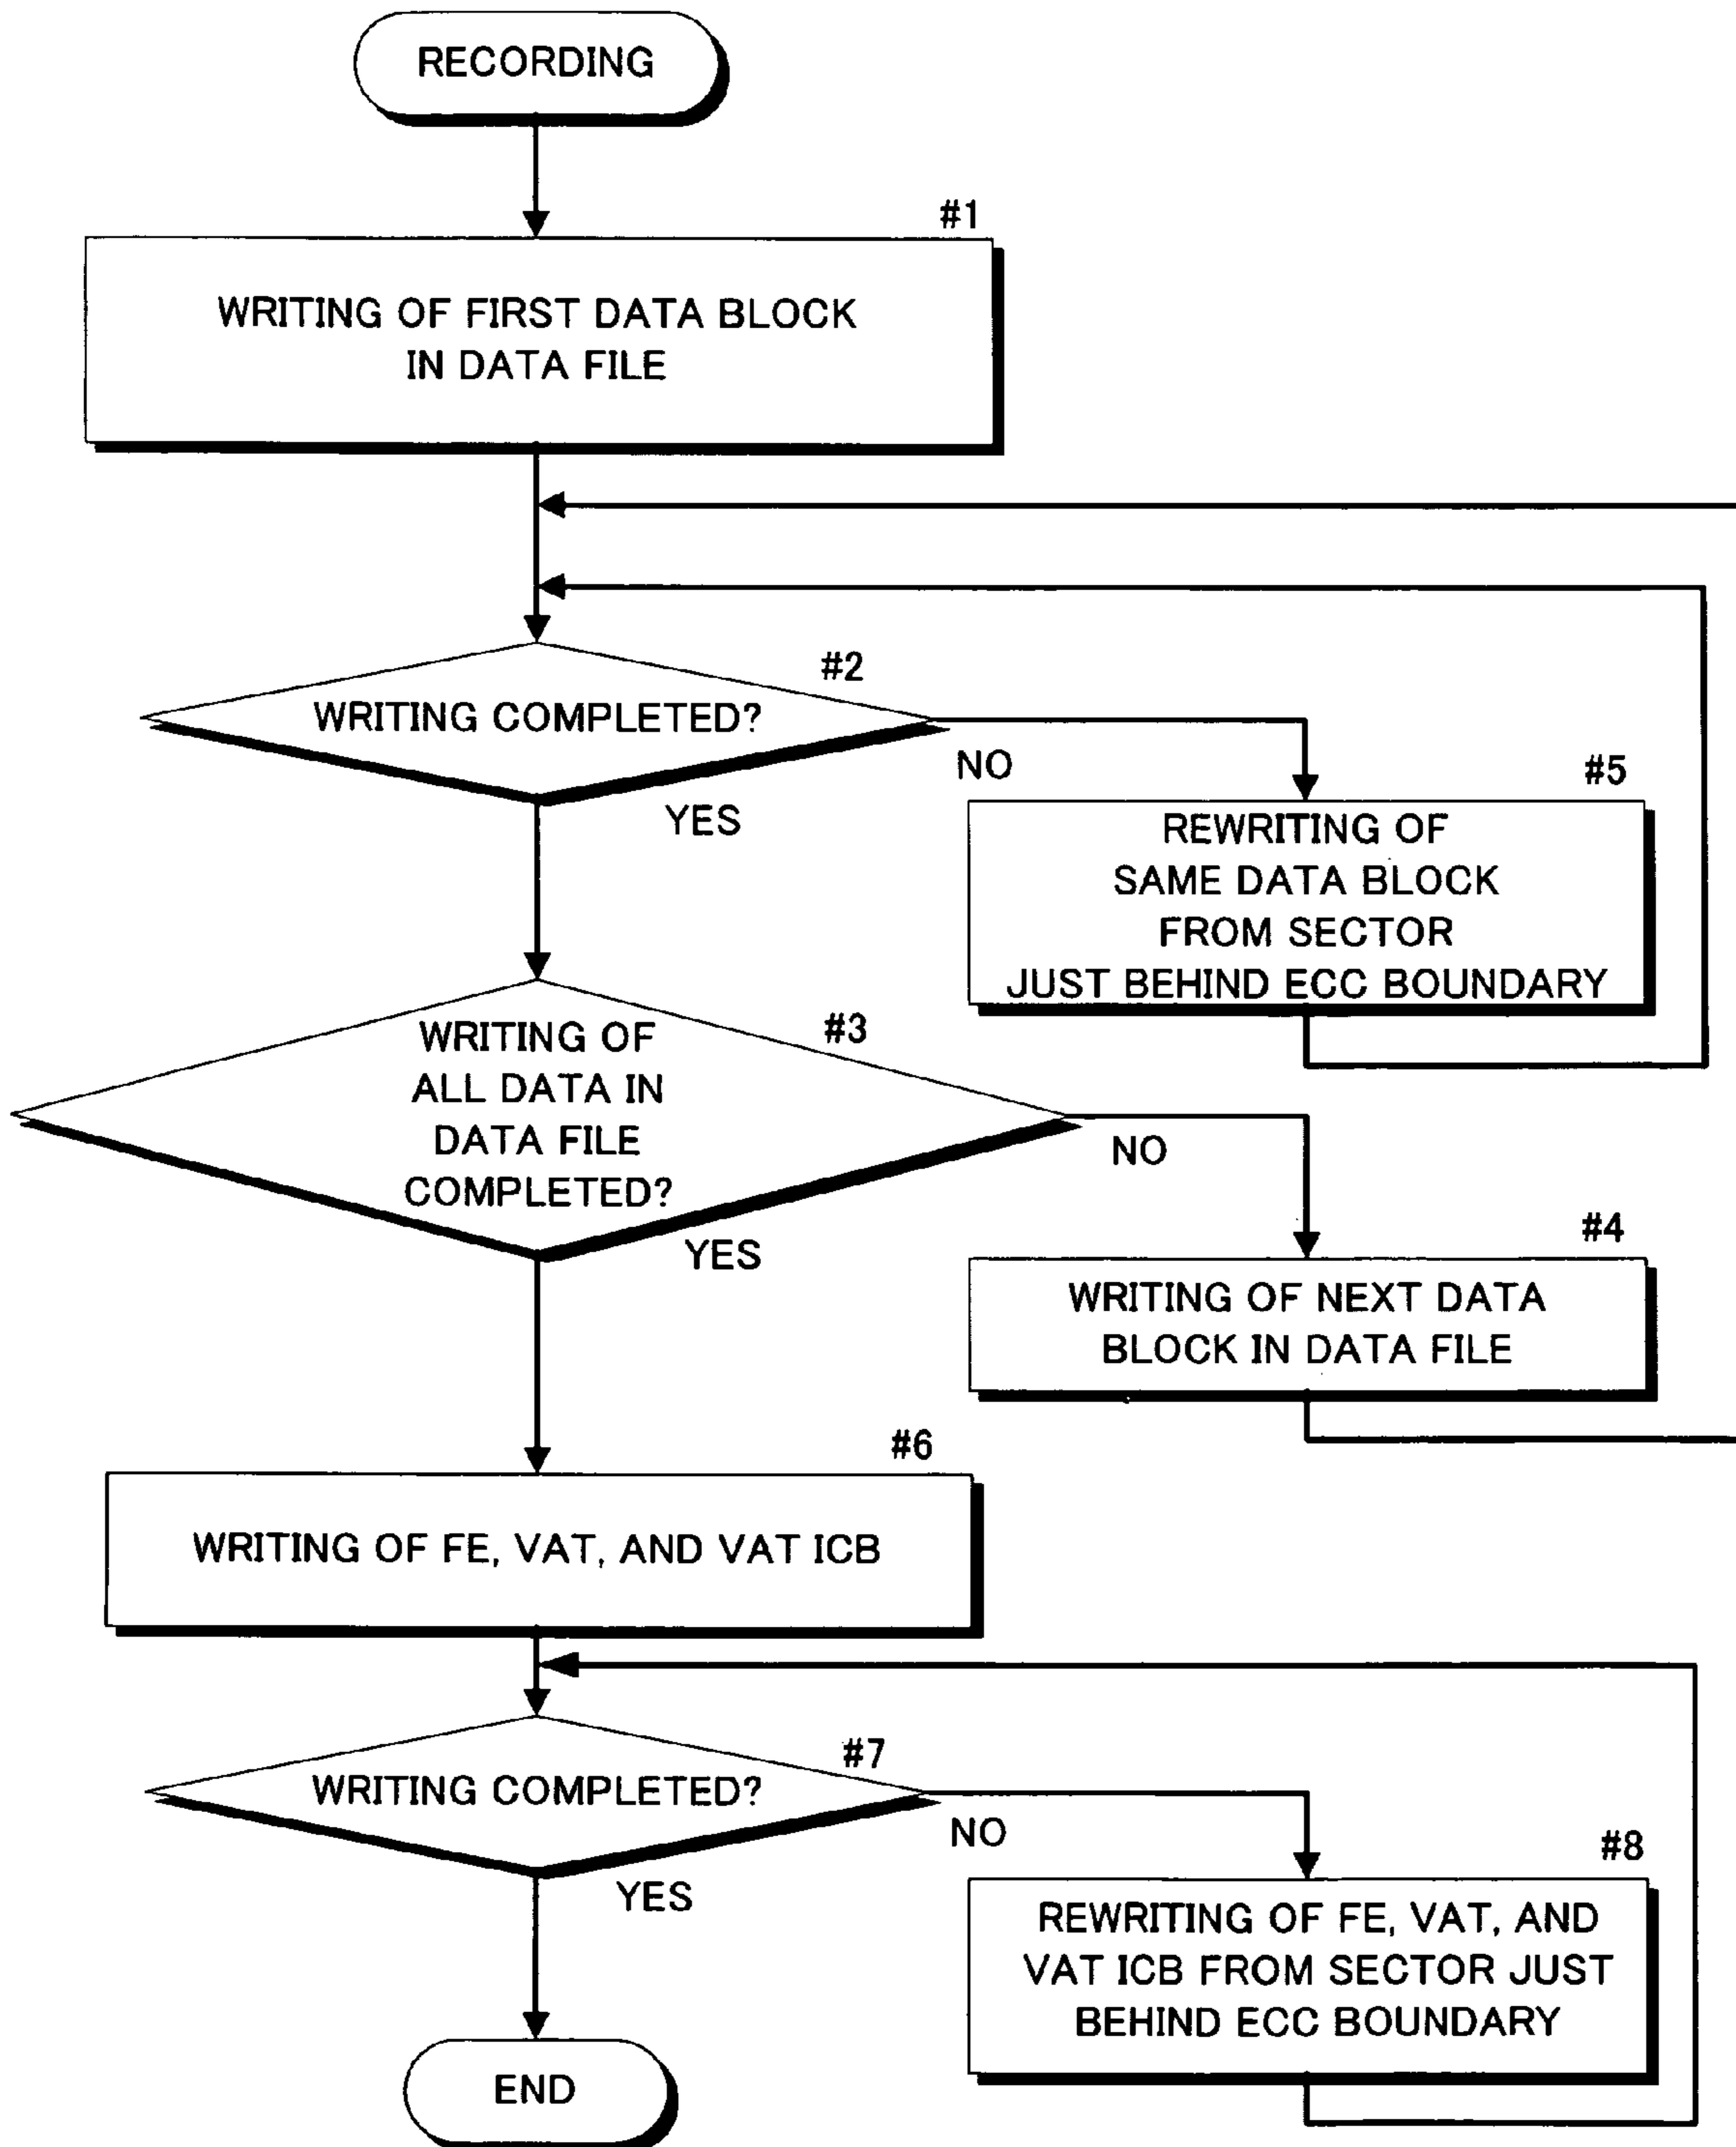 RECORDING
#1
WRITING OF FIRST DATA BLOCK
IN DATA FILE
#2
WRITING COMPLETED?
NO
YES
#5
REWRITING OF
SAME DATA BLOCK
FROM SECTOR
JUST BEHIND ECC BOUNDARY
#3
WRITING OF
ALL DATA IN
DATA FILE
COMPLETED?
NO
YES
#4
WRITING OF NEXT DATA
BLOCK IN DATA FILE
#6
WRITING OF FE, VAT, AND VAT ICB
#7
WRITING COMPLETED?
NO
YES
#8
REWRITING OF FE, VAT, AND
VAT ICB FROM SECTOR JUST
BEHIND ECC BOUNDARY
END